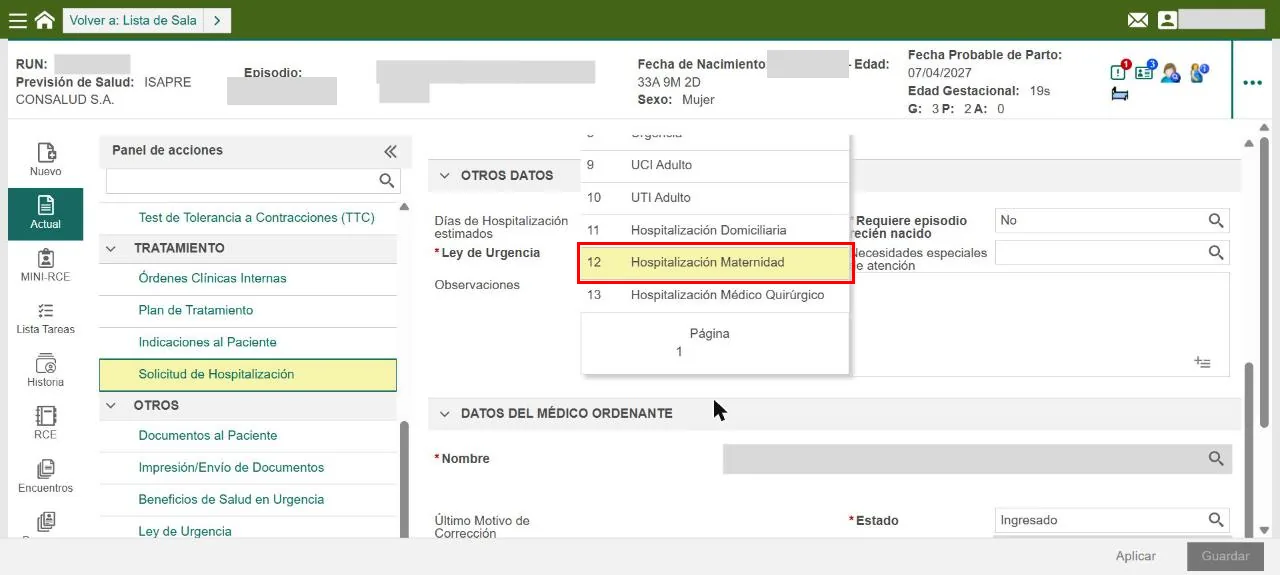 Volver a: Lista de Sala
RUN:
Previsión de Salud: ISAPRE
CONSALUD S.A.
Episodio:
Fecha de Nacimiento - Edad:
33A 9M 2D
Sexo: Mujer
Fecha Probable de Parto:
07/04/2027
Edad Gestacional: 19s
G: 3 P: 2 A: 0
1
3
Nuevo
Actual
MINI-RCE
Lista Tareas
Historia
RCE
Encuentros
Panel de acciones
Test de Tolerancia a Contracciones (TTC)
TRATAMIENTO
Órdenes Clínicas Internas
Plan de Tratamiento
Indicaciones al Paciente
Solicitud de Hospitalización
OTROS
Documentos al Paciente
Impresión/Envío de Documentos
Beneficios de Salud en Urgencia
Ley de Urgencia
OTROS DATOS
Días de Hospitalización
estimados
* Ley de Urgencia
Observaciones
9 UCI Adulto
10 UTI Adulto
11 Hospitalización Domiciliaria
12 Hospitalización Maternidad
13 Hospitalización Médico Quirúrgico
Página
1
* Requiere episodio
ecién nacido
No
Necesidades especiales
e atención
DATOS DEL MÉDICO ORDENANTE
* Nombre
Último Motivo de
Corrección
* Estado
Ingresado
Aplicar
Guardar